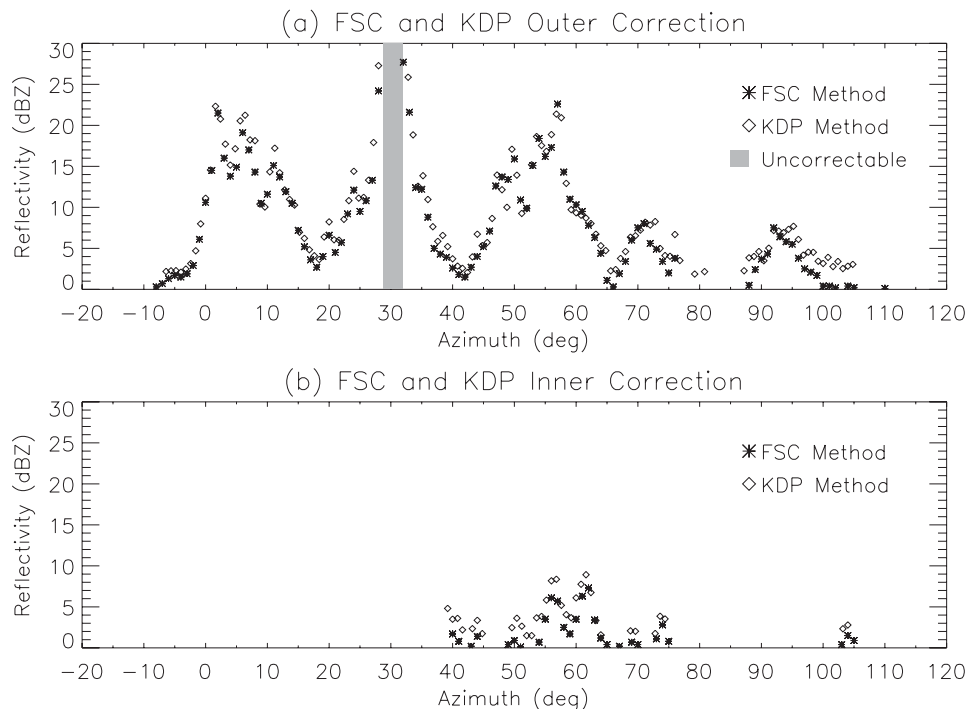 (a) FSC and KDP Outer Correction
30
25
20
15
10
5
0
Reflectivity (dBZ)
FSC Method
KDP Method
Uncorrectable
-20 -10 0 10 20 30 40 50 60 70 80 90 100 110 120
Azimuth (deg)
(b) FSC and KDP Inner Correction
30
25
20
15
10
5
0
Reflectivity (dBZ)
FSC Method
KDP Method
-20 -10 0 10 20 30 40 50 60 70 80 90 100 110 120
Azimuth (deg)